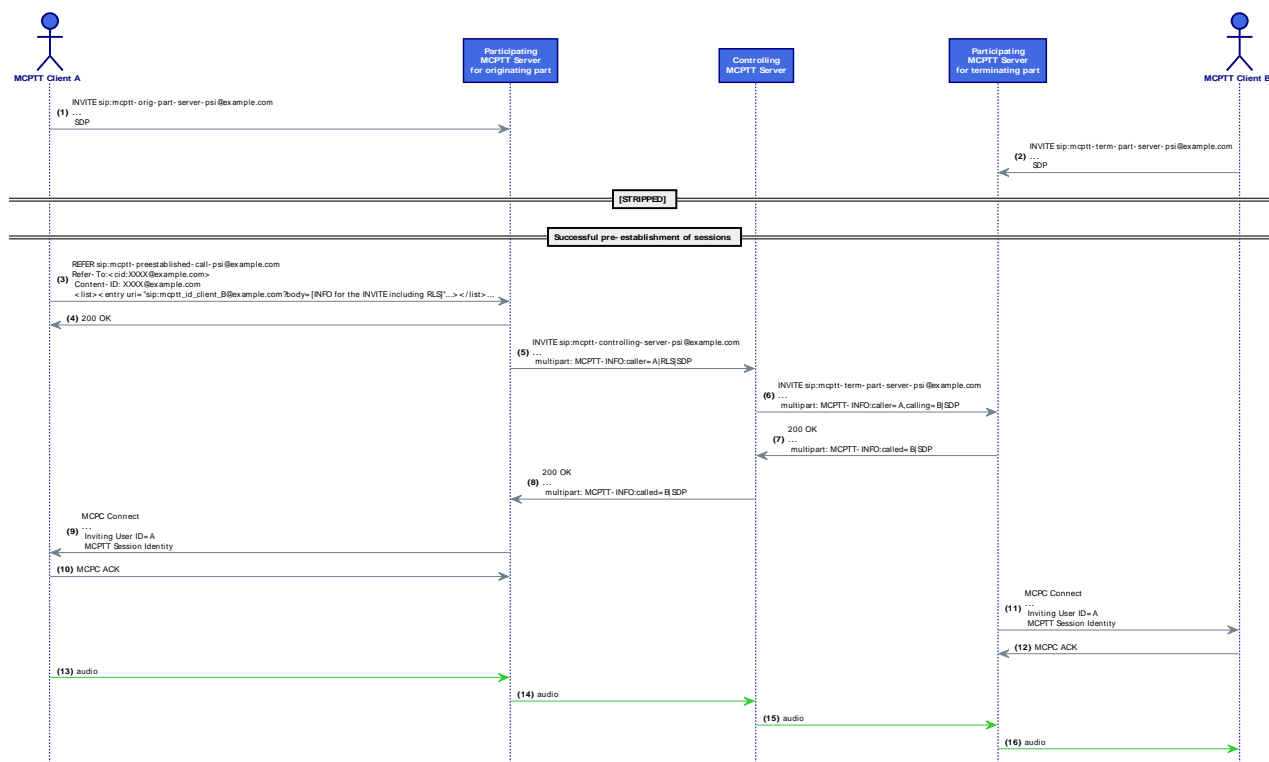 MCPTT Client A
Participating
MCPTT Server
for originating part
Controlling
MCPTT Server
Participating
MCPTT Server
for terminating part
MCPTT Client B
INVITE sip:mcptt-orig-part-server-psi@example.com
(1) ...
SDP
INVITE sip:mcptt-term-part-server-psi@example.com
(2) ...
SDP
[STRIPPED]
Successful pre-establishment of sessions
REFER sip:mcptt-preestablished-call-psi@example.com
Refer-To:<cid:XXXX@example.com>
(3) Content-ID: XXXX@example.com
<list><entry uri="sip:mcptt_id_client_B@example.com?body=[INFO for the INVITE including RLS]"...></list>...
(4) 200 OK
INVITE sip:mcptt-controlling-server-psi@example.com
(5) ...
multipart: MCPTT-INFO:caller=A|RLS|SDP
INVITE sip:mcptt-term-part-server-psi@example.com
(6) ...
multipart: MCPTT-INFO:caller=A,calling=B|SDP
200 OK
(7) ...
multipart: MCPTT-INFO:called=B|SDP
200 OK
(8) ...
multipart: MCPTT-INFO:called=B|SDP
MCPC Connect
...
(9) Inviting User ID=A
MCPTT Session Identity
(10) MCPC ACK
MCPC Connect
...
(11) Inviting User ID=A
MCPTT Session Identity
(12) MCPC ACK
(13) audio
(14) audio
(15) audio
(16) audio